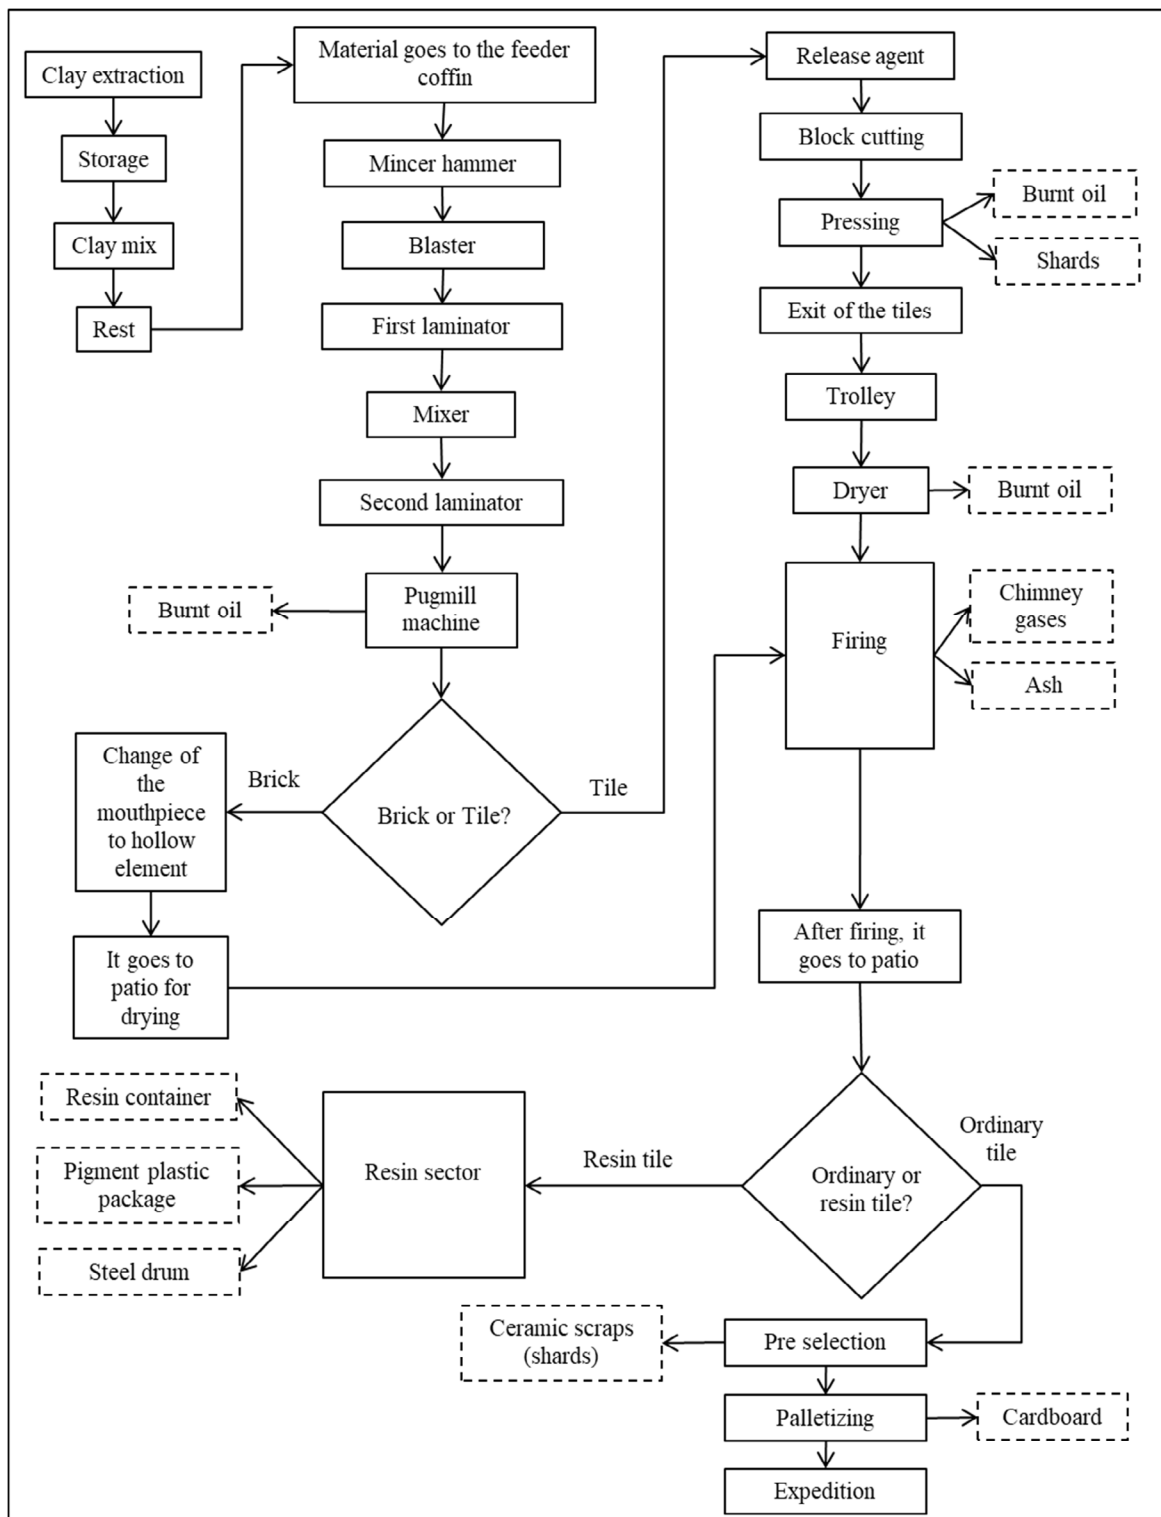 Clay extraction
Storage
Clay mix
Rest
Material goes to the feeder
coffin
Mincer hammer
Blaster
First laminator
Mixer
Second laminator
Pugmill
machine
Burnt oil
Brick or Tile?
Brick
Tile
Change of
the
mouthpiece
to hollow
element
It goes to
patio for
drying
Release agent
Block cutting
Pressing
Burnt oil
Shards
Exit of the tiles
Trolley
Dryer
Burnt oil
Firing
Chimney
gases
Ash
After firing, it
goes to patio
Ordinary or
resin tile?
Resin tile
Ordinary
tile
Resin sector
Resin container
Pigment plastic
package
Steel drum
Pre selection
Ceramic scraps
(shards)
Palletizing
Cardboard
Expedition